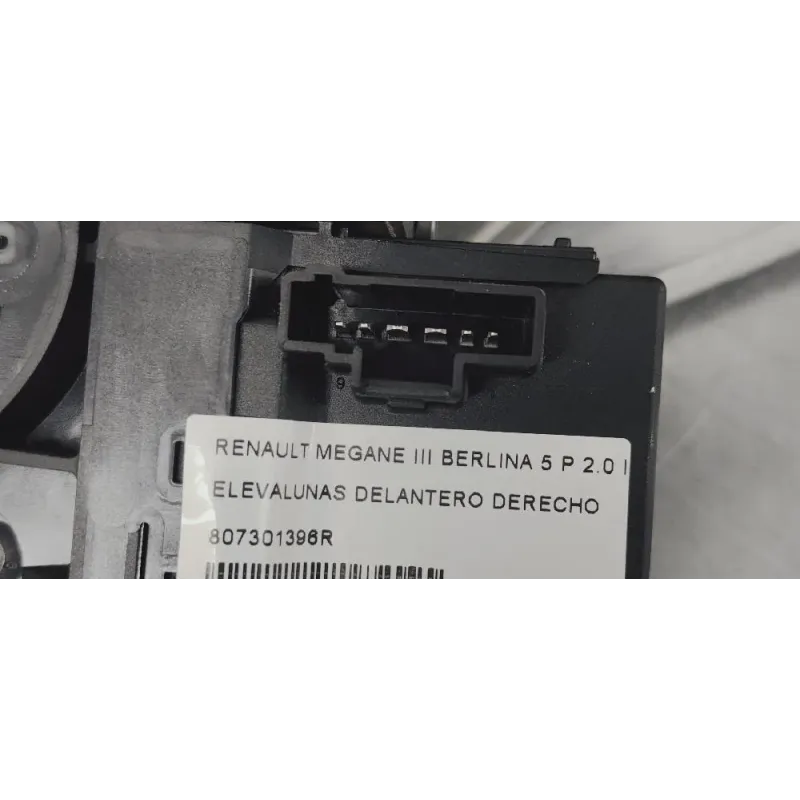 9
RENAULT MEGANE III BERLINA 5 P 2.0 I
ELEVALUNAS DELANTERO DERECHO
807301396R